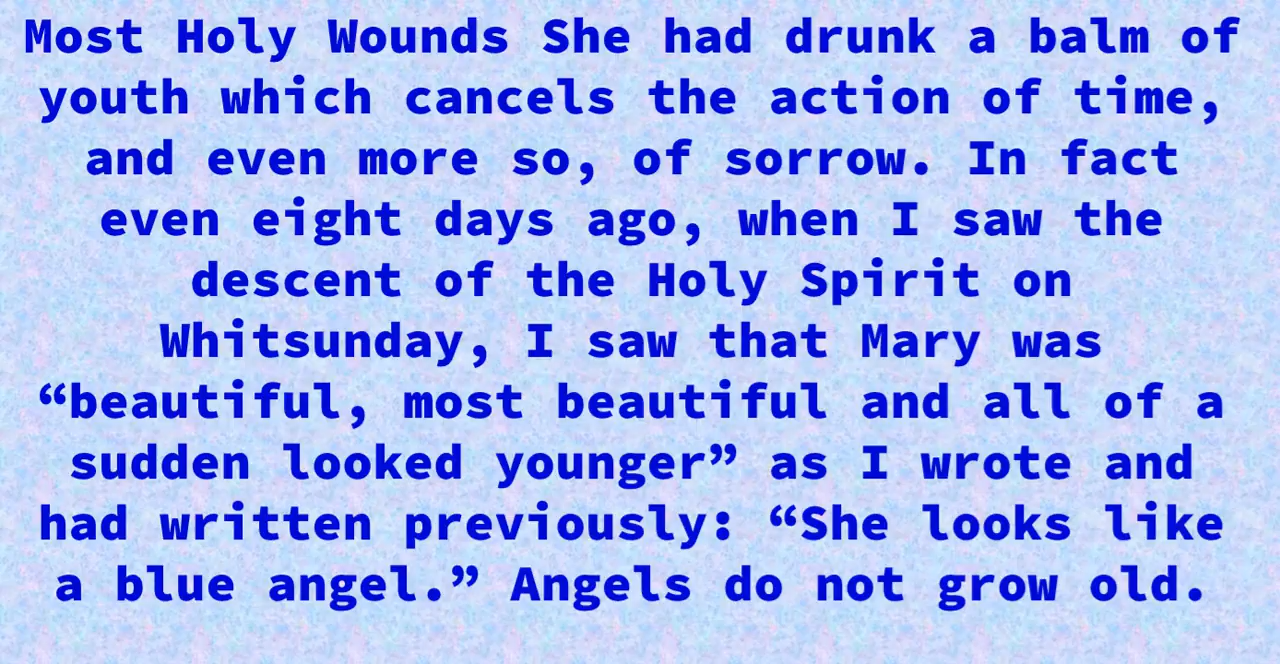 Most Holy Wounds She had drunk a balm of
youth which cancels the action of time,
and even more so, of sorrow. In fact
even eight days ago, when I saw the
descent of the Holy Spirit on
Whitsunday, I saw that Mary was
“beautiful, most beautiful and all of a
sudden looked younger” as I wrote and
had written previously: “She looks like
a blue angel.” Angels do not grow old.